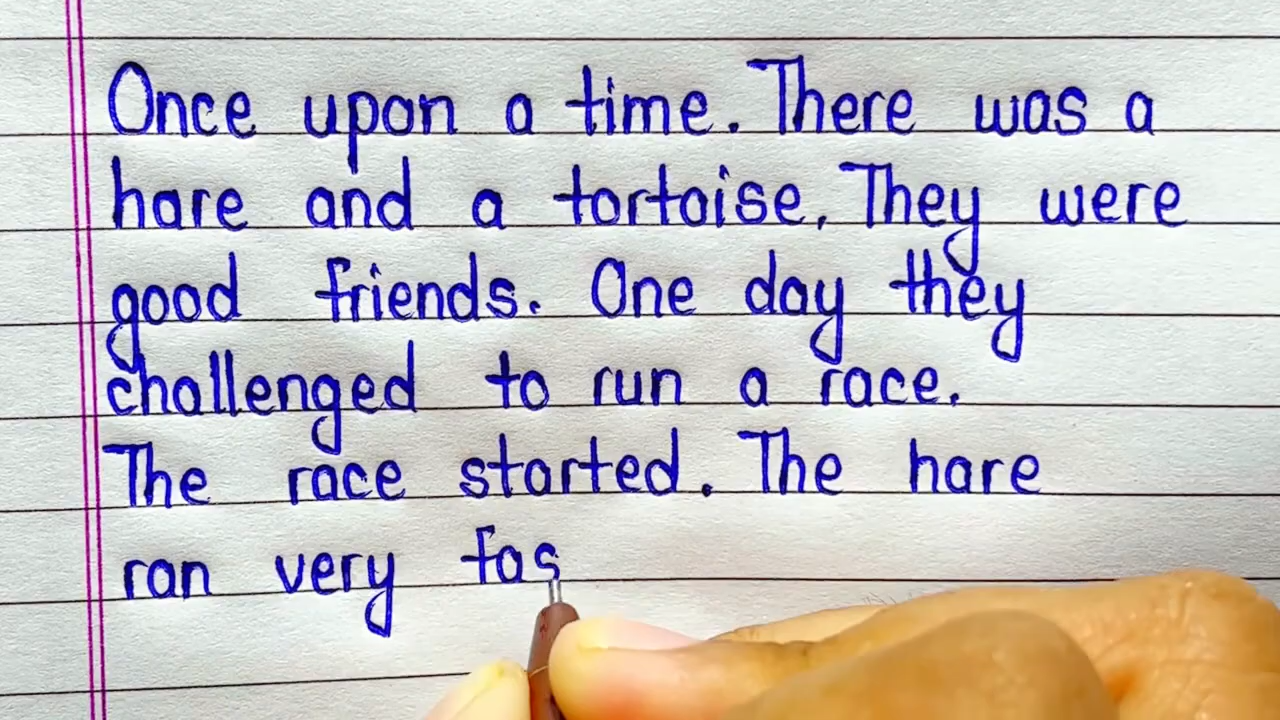 Once upon a time. There was a
hare and a tortoise. They were
good friends. One day they
challenged to run a race.
The race started. The hare
ran very fas